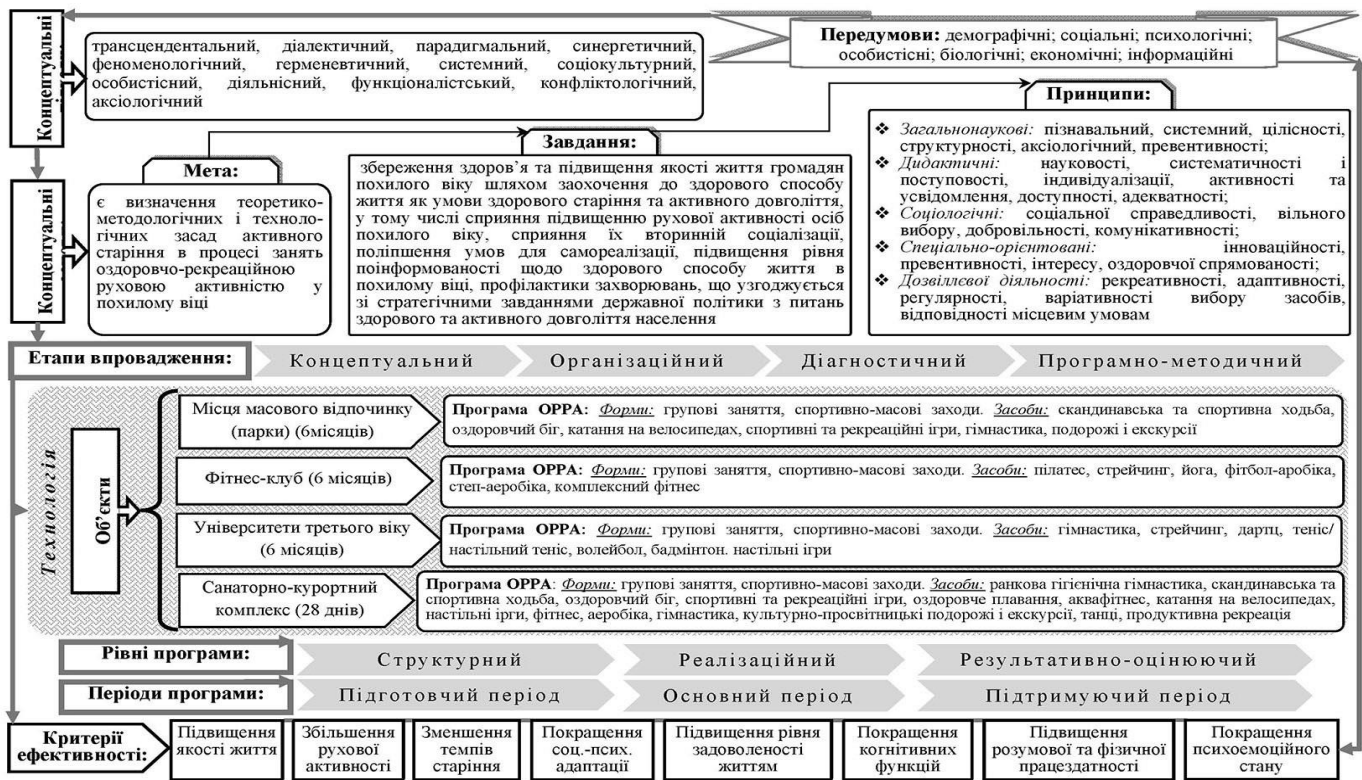 Концептуальні
трансцендентальний, діалектичний, парадигмальний, синергетичний,
феноменологічний, герменевтичний, системний, соціокультурний,
особистісний, діяльнісний, функціоналістський, конфліктологічний,
аксіологічний
Передумови: демографічні; соціальні; психологічні;
особистісні; біологічні; економічні; інформаційні
Концептуальні
Мета:
є визначення теоретико-
методологічних і техноло-
гічних засад активного
старіння в процесі занять
оздоровчо-рекреаційною
руховою активністю у
похилому віці
Завдання:
збереження здоров’я та підвищення якості життя громадян
похилого віку шляхом заохочення до здорового способу
життя як умови здорового старіння та активного довголіття,
у тому числі сприяння підвищенню рухової активності осіб
похилого віку, сприяння їх вторинній соціалізації,
поліпшення умов для самореалізації, підвищення рівня
поінформованості щодо здорового способу життя в
похилому віці, профілактики захворювань, що узгоджується
зі стратегічними завданнями державної політики з питань
здорового та активного довголіття населення
Принципи:
❖ Загальнонаукові: пізнавальний, системний, цілісності,
структурності, аксіологічний, превентивності;
❖ Дидактичні: науковості, систематичності і
поступовості, індивідуалізації, активності та
усвідомлення, доступності, адекватності;
❖ Соціологічні: соціальної справедливості, вільного
вибору, добровільності, комунікативності;
❖ Спеціально-орієнтовані: інноваційності,
превентивності, інтересу, оздоровчої спрямованості;
❖ Дозвіллєвої діяльності: рекреативності, адаптивності,
регулярності, варіативності вибору засобів,
відповідності місцевим умовам
Етапи впровадження: Концептуальний Організаційний Діагностичний Програмно-методичний
Технологія
Об’єкти
Місця масового відпочинку
(парки) (6місяців)
Програма ОРРА: Форми: групові заняття, спортивно-масові заходи. Засоби: скандинавська та спортивна ходьба,
оздоровчий біг, катання на велосипедах, спортивні та рекреаційні ігри, гімнастика, подорожі і екскурсії
Фітнес-клуб (6 місяців)
Програма ОРРА: Форми: групові заняття, спортивно-масові заходи. Засоби: пілатес, стрейчинг, йога, фітбол-аробіка,
степ-аеробіка, комплексний фітнес
Університети третього віку
(6 місяців)
Програма ОРРА: Форми: групові заняття, спортивно-масові заходи. Засоби: гімнастика, стрейчинг, дартц, теніс/
настільний теніс, волейбол, бадмінтон. настільні ігри
Санаторно-курортний
комплекс (28 днів)
Програма ОРРА: Форми: групові заняття, спортивно-масові заходи. Засоби: ранкова гігієнічна гімнастика, скандинавська та
спортивна ходьба, оздоровчий біг, спортивні та рекреаційні ігри, оздоровче плавання, аквафітнес, катання на велосипедах,
настільні ірги, фітнес, аеробіка, гімнастика, культурно-просвітницькі подорожі і екскурсії, танці, продуктивна рекреація
Рівні програми: Структурний Реалізаційний Результативно-оцінюючий
Періоди програми: Підготовчий період Основний період Підтримуючий період
Критерії
ефективності:
Підвищення
якості життя
Збільшення
рухової
активності
Зменшення
темпів
старіння
Покращення
соц.-псих.
адаптації
Підвищення рівня
задоволеності
життям
Покращення
когнітивних
функцій
Підвищення
розумової та фізичної
працездатності
Покращення
психоемоційного
стану